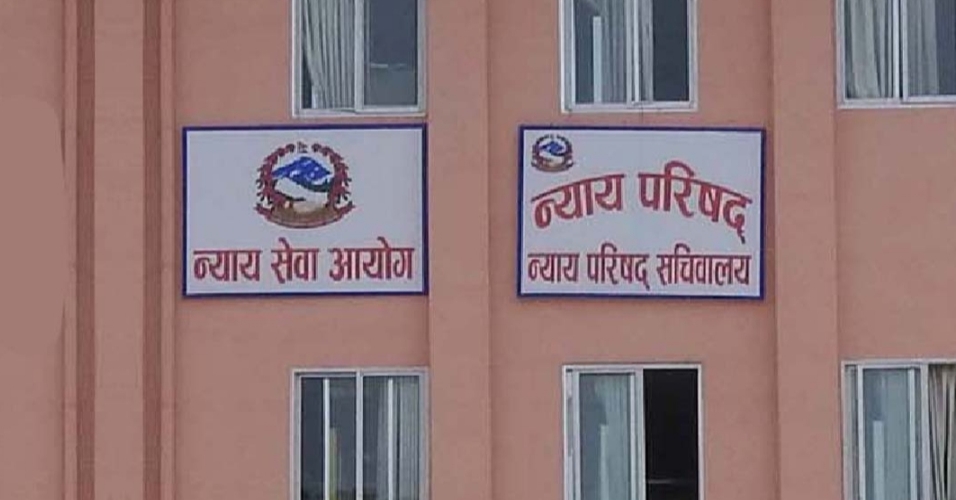 न्याय सेवा आयोग
न्याय परिषद्
न्याय परिषद् सचिवालय